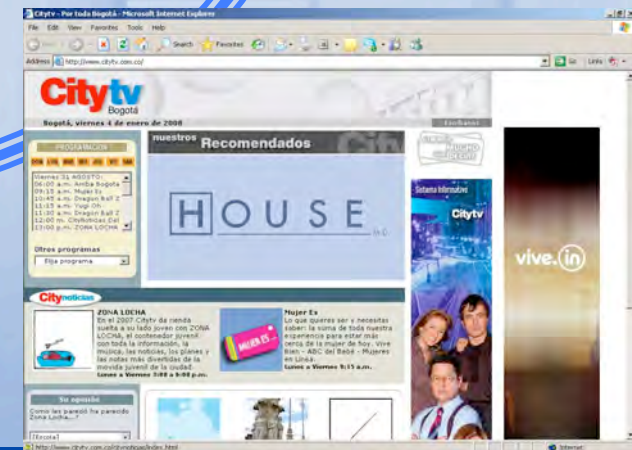 Citytv - Por toda Bogotá - Microsoft Internet Explorer
File Edit View Favorites Tools Help
Search Favorites
Address http://www.citytv.com.co/ Go Links
Citytv
Bogotá
Bogotá, viernes 4 de enero de 2008
Escríbanos
PROGRAMACIÓN
DOM LUN MAR MIE JUE VIE SAB
Viernes 31 AGOSTO:
06:00 a.m. Arriba Bogota
09:15 a.m. Mujer Es
10:45 a.m. Dragon Ball Z
11:15 a.m. Yugi Oh
11:30 a.m. Dragon Ball Z
12:00 m. CityNoticias Del
13:00 p.m. ZONA LOCHA
Otros programas
Elija programa
nuestros Recomendados
HOUSE
M.D.
Sistema Informativo
Citytv
vive.in
Citynoticias
ZONA LOCHA
En el 2007 Citytv da rienda
suelta a su lado joven con ZONA
LOCHA, el contenedor juvenil
con toda la información, la
música, las noticias, los planes y
las notas más divertidas de la
movida juvenil de la ciudad.
Lunes a Viernes 3:00 a 5:00 p.m.
MUJER ES...
Mujer Es
Lo que quieres ser y necesitas
saber: la suma de toda nuestra
experiencia para estar más
cerca de la mujer de hoy. Vive
Bien - ABC del Bebé - Mujeres
en Línea.
Lunes a Viernes 9:15 a.m.
Su opinión
Como les pareció ha parecido
Zona Locha...?
Internet